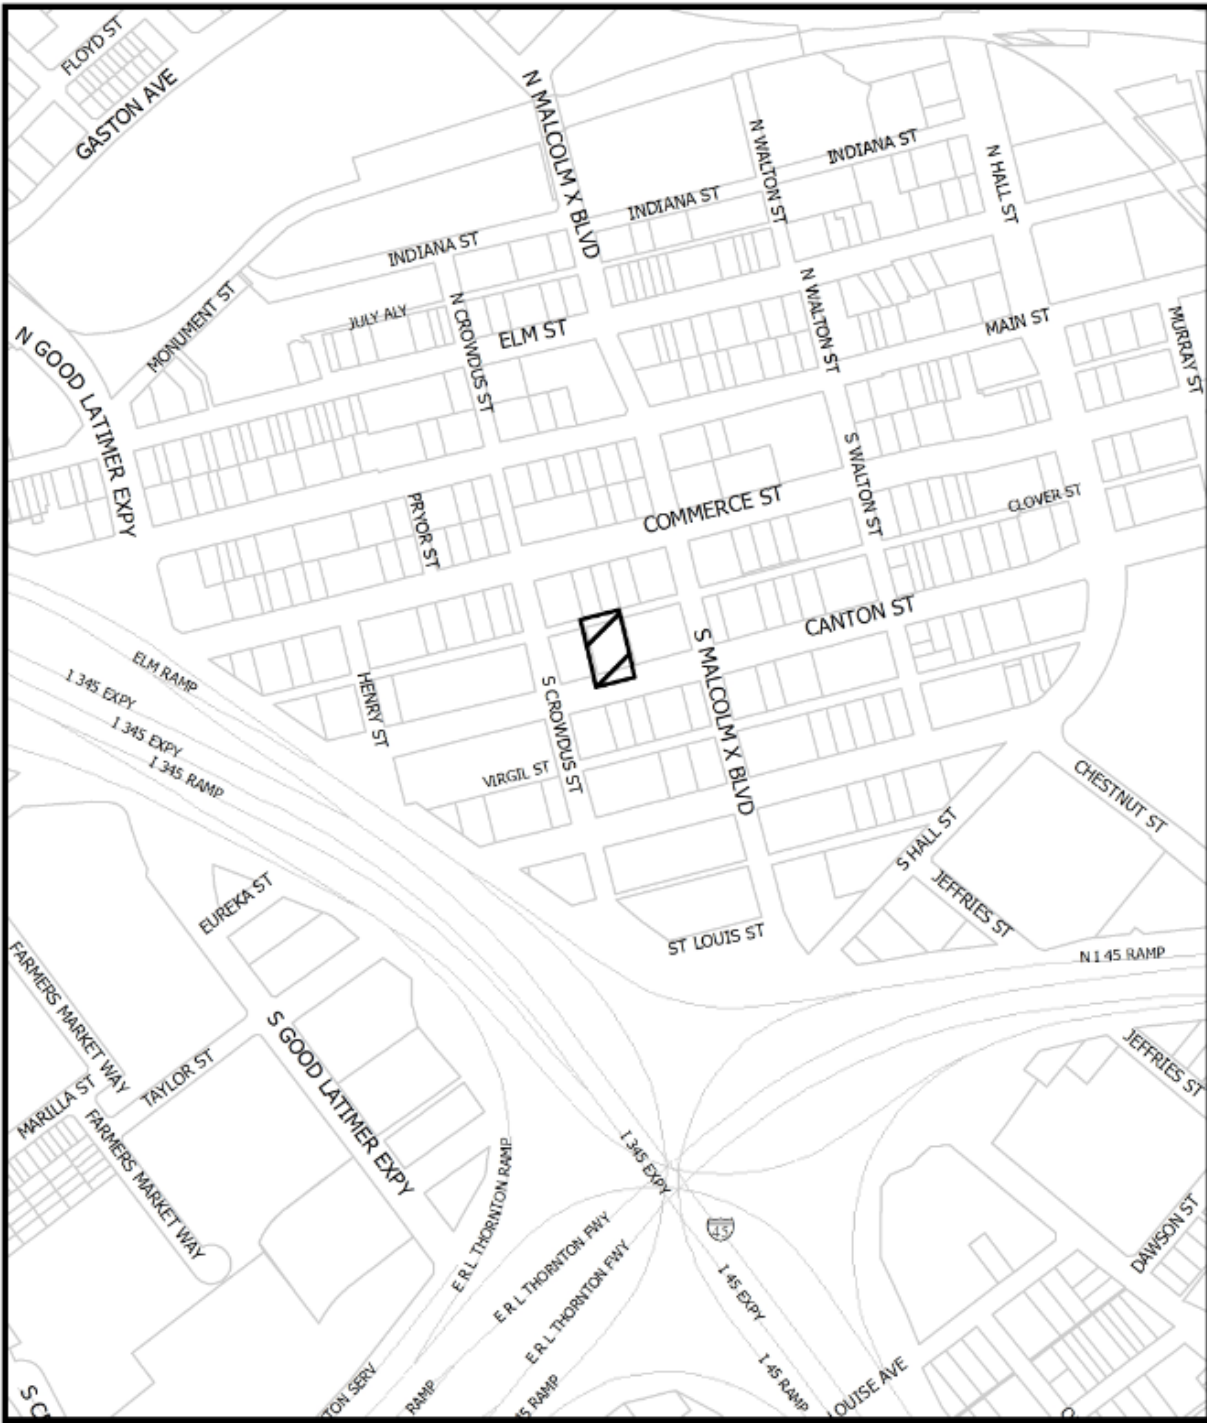 FLOYD ST
GASTON AVE
N MALCOLM X BLVD
N WALTON ST
INDIANA ST
N HALL ST
INDIANA ST
INDIANA ST
MONUMENT ST
JULY ALY
N CROWDUS ST
ELM ST
N WALTON ST
MAIN ST
MURRAY ST
N GOOD LATIMER EXPY
S WALTON ST
PRYOR ST
COMMERCE ST
CLOVER ST
CANTON ST
ELM RAMP
I 345 EXPY
I 345 EXPY
I 345 RAMP
HENRY ST
S CROWDUS ST
S MALCOLM X BLVD
VIRGIL ST
CHESTNUT ST
S HALL ST
JEFFRIES ST
EUREKA ST
ST LOUIS ST
N I 45 RAMP
FARMERS MARKET WAY
S GOOD LATIMER EXPY
TAYLOR ST
MARILLA ST
JEFFRIES ST
FARMERS MARKET WAY
I 345 EXPY
E R L THORNTON RAMP
45
DAWSON ST
E R L THORNTON FWY
E R L THORNTON FWY
I 45 EXPY
I 45 RAMP
LOUISE AVE
TON SERV
RAMP
45 RAMP